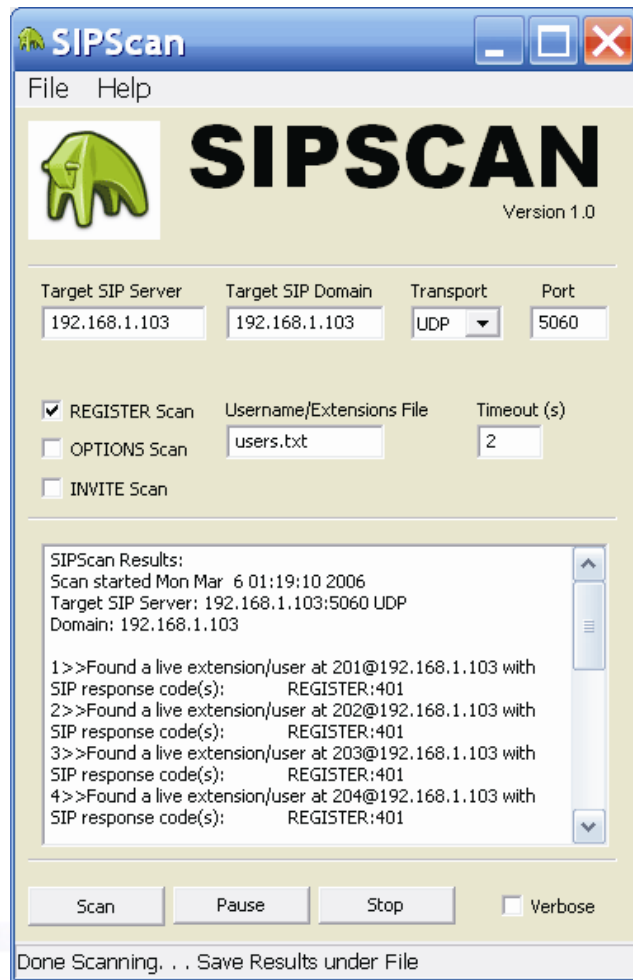 SIPScan
File Help
SIPSCAN
Version 1.0
Target SIP Server Target SIP Domain Transport Port
192.168.1.103 192.168.1.103 UDP 5060
REGISTER Scan Username/Extensions File Timeout (s)
OPTIONS Scan users.txt 2
INVITE Scan
SIPScan Results:
Scan started Mon Mar  6 01:19:10 2006
Target SIP Server: 192.168.1.103:5060 UDP
Domain: 192.168.1.103
1>>Found a live extension/user at 201@192.168.1.103 with
SIP response code(s): REGISTER:401
2>>Found a live extension/user at 202@192.168.1.103 with
SIP response code(s): REGISTER:401
3>>Found a live extension/user at 203@192.168.1.103 with
SIP response code(s): REGISTER:401
4>>Found a live extension/user at 204@192.168.1.103 with
SIP response code(s): REGISTER:401
Scan Pause Stop Verbose
Done Scanning. . . Save Results under File